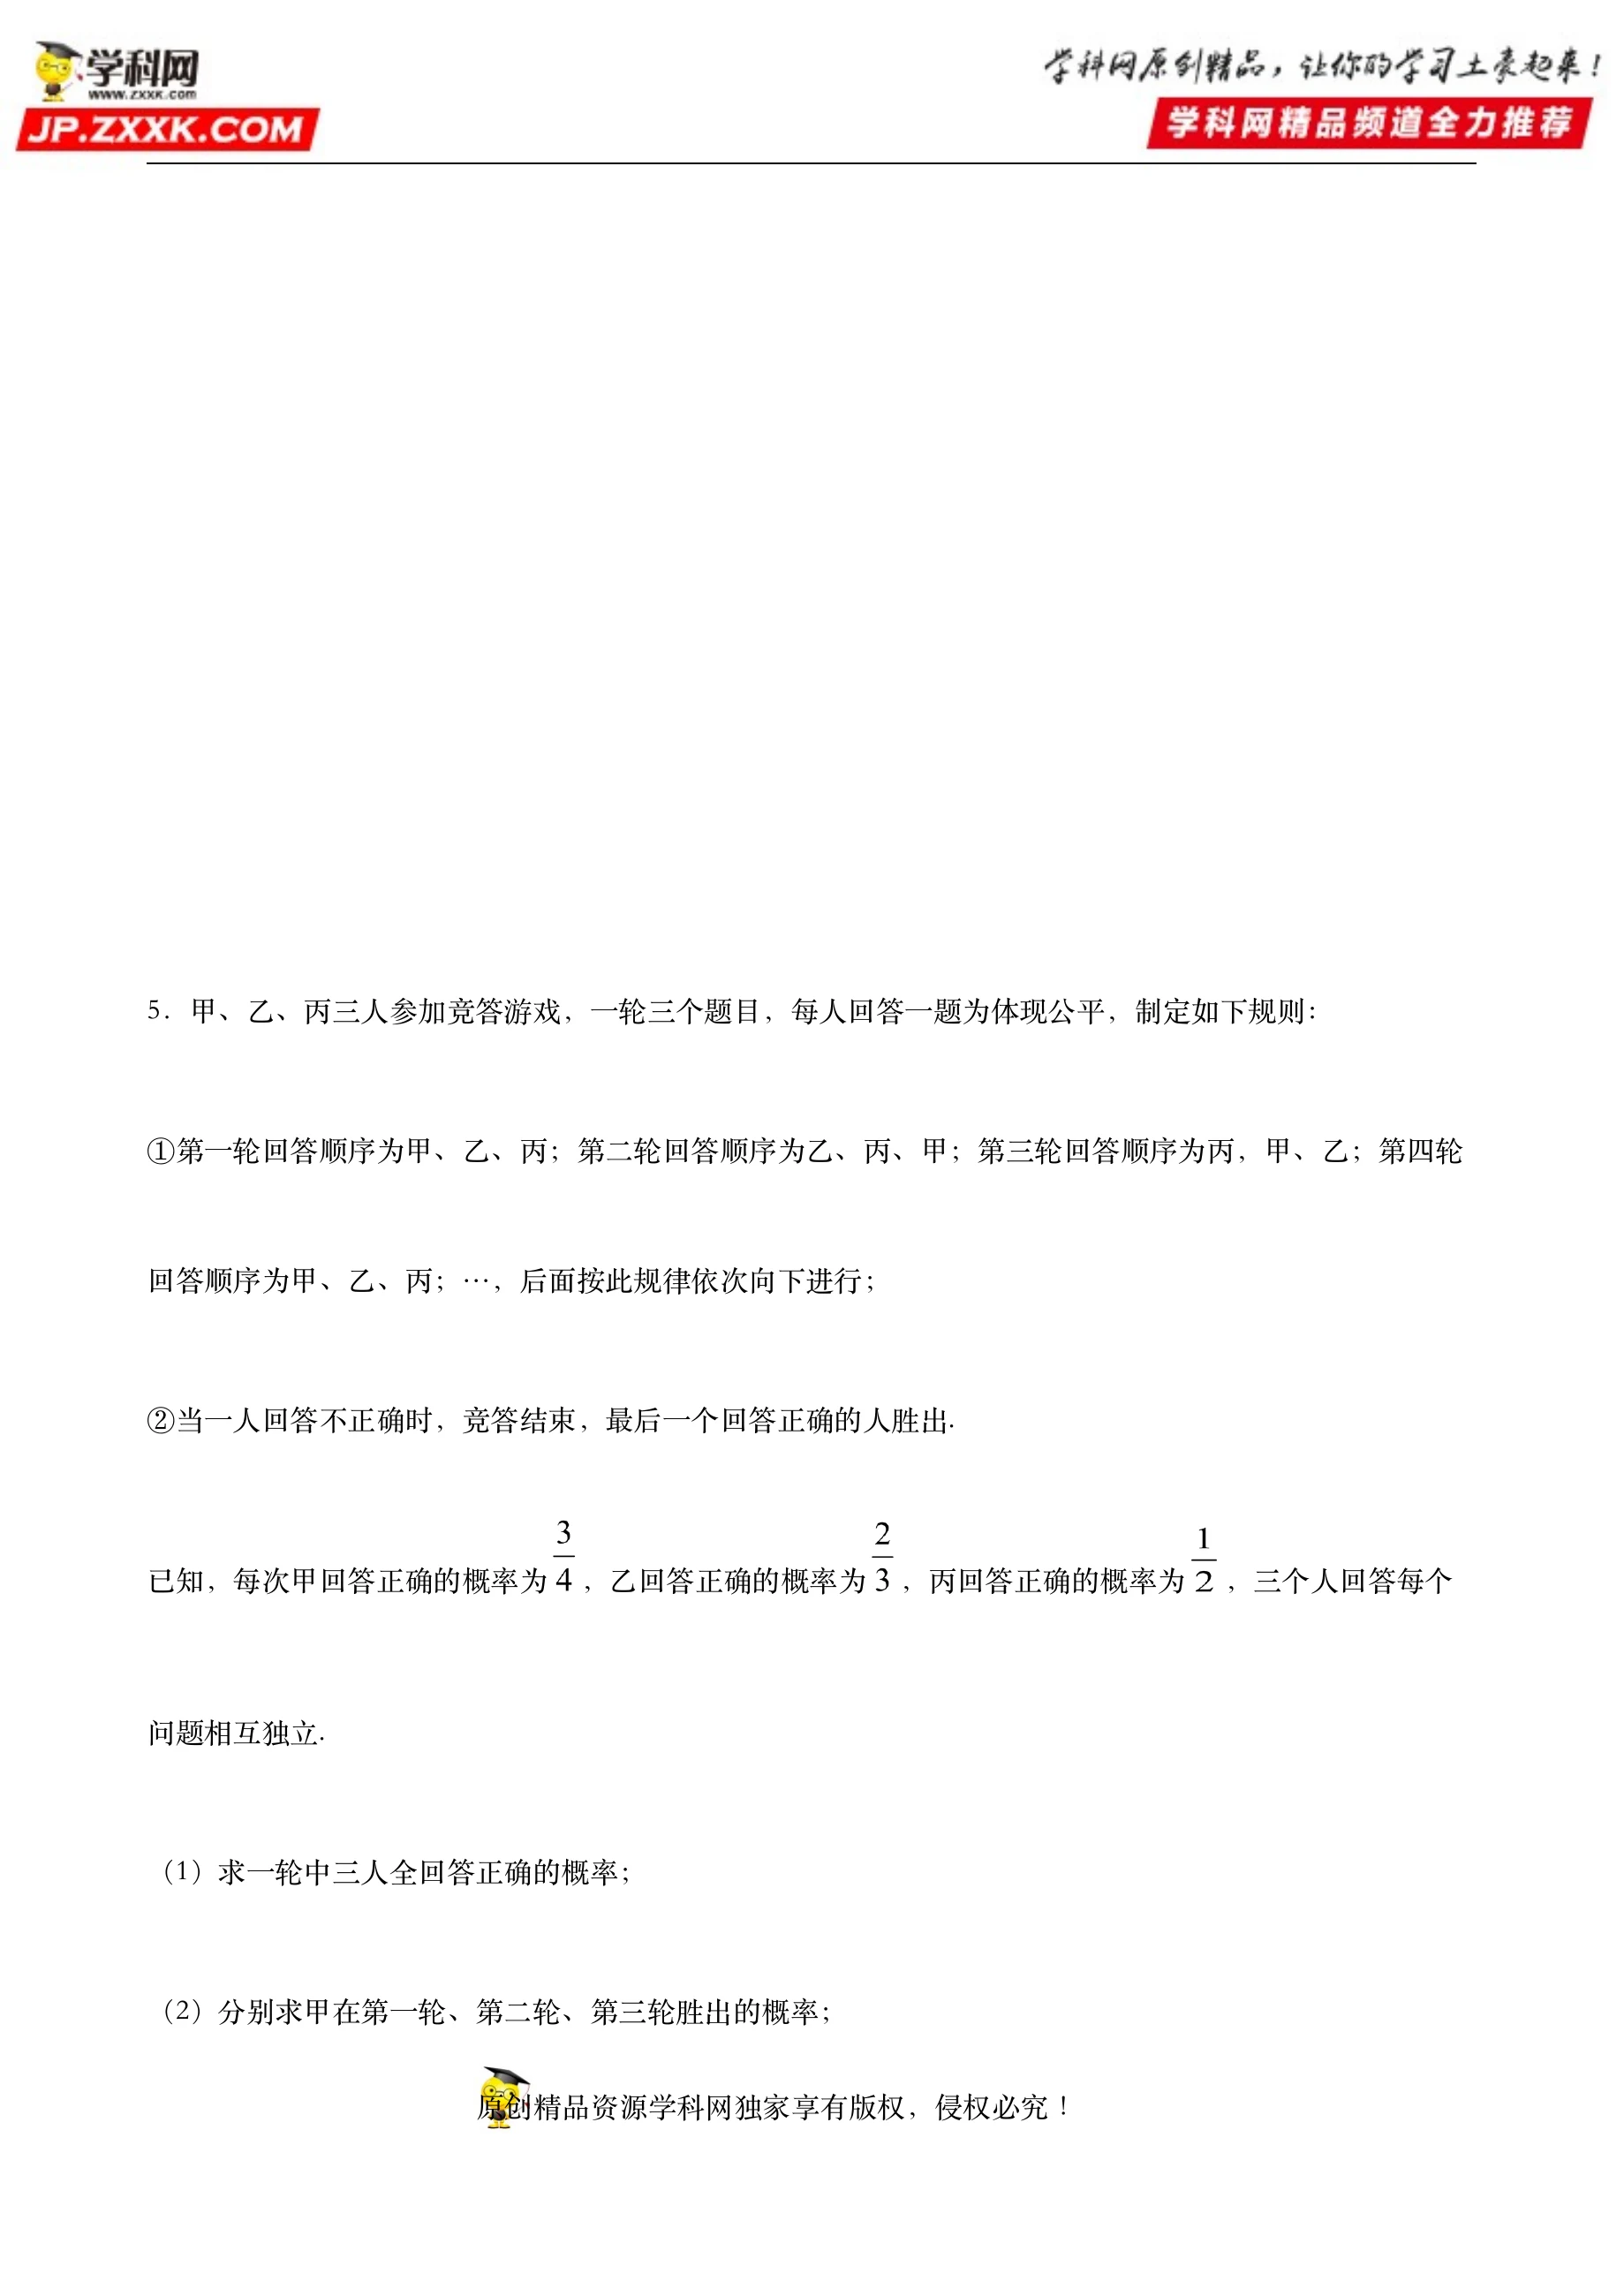 学科网
www.zxxk.com
JP.ZXXK.COM
学科网原创精品，让你的学习土豪起来！
学科网精品频道全力推荐
5．甲、乙、丙三人参加竞答游戏，一轮三个题目，每人回答一题为体现公平，制定如下规则：
①第一轮回答顺序为甲、乙、丙；第二轮回答顺序为乙、丙、甲；第三轮回答顺序为丙，甲、乙；第四轮
回答顺序为甲、乙、丙；…，后面按此规律依次向下进行；
②当一人回答不正确时，竞答结束，最后一个回答正确的人胜出.
已知，每次甲回答正确的概率为3/4，乙回答正确的概率为2/3，丙回答正确的概率为1/2，三个人回答每个
问题相互独立.
（1）求一轮中三人全回答正确的概率；
（2）分别求甲在第一轮、第二轮、第三轮胜出的概率；
原创精品资源学科网独家享有版权，侵权必究！